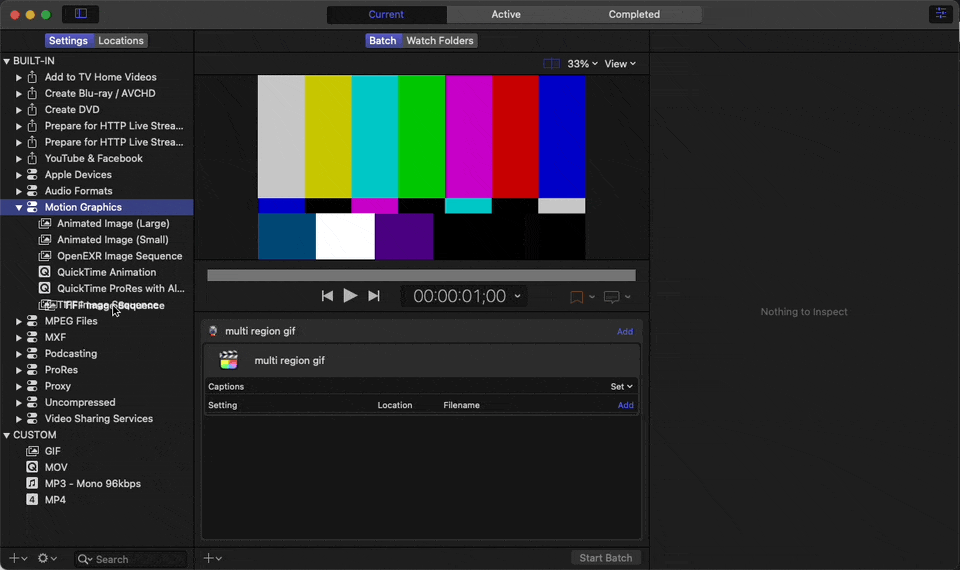 Current
Active
Completed
Settings
Locations
Batch
Watch Folders
33%
View
BUILT-IN
Add to TV Home Videos
Create Blu-ray / AVCHD
Create DVD
Prepare for HTTP Live Strea...
Prepare for HTTP Live Strea...
YouTube & Facebook
Apple Devices
Audio Formats
Motion Graphics
Animated Image (Large)
Animated Image (Small)
OpenEXR Image Sequence
QuickTime Animation
QuickTime ProRes with Al...
TIFF Image Sequence
MPEG Files
MXF
Podcasting
ProRes
Proxy
Uncompressed
Video Sharing Services
CUSTOM
GIF
MOV
MP3 - Mono 96kbps
MP4
Search
00:00:01;00
multi region gif
Add
multi region gif
Captions
Set
Setting
Location
Filename
Add
Start Batch
Nothing to Inspect